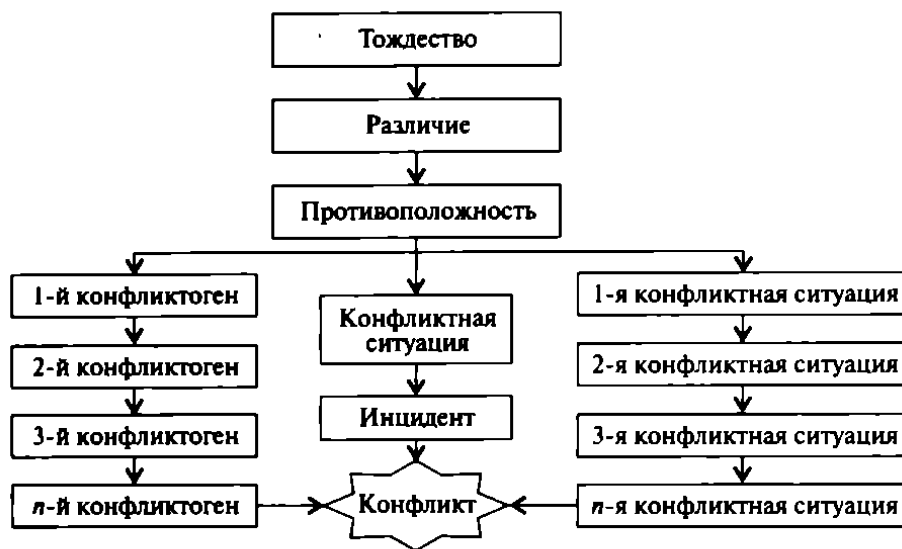 Тождество
Различие
Противоположность
1-й конфликтоген
2-й конфликтоген
3-й конфликтоген
n-й конфликтоген
Конфликтная
ситуация
Инцидент
Конфликт
1-я конфликтная ситуация
2-я конфликтная ситуация
3-я конфликтная ситуация
n-я конфликтная ситуация